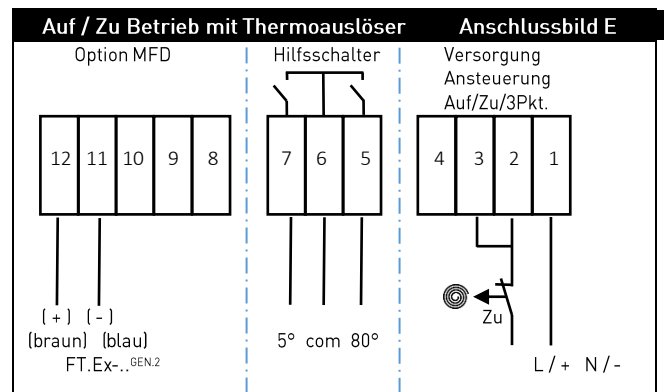 Auf / Zu Betrieb mit Thermoauslöser Anschlussbild E
Option MFD
Hilfsschalter
Versorgung
Ansteuerung
Auf/Zu/3Pkt.
12 11 10 9 8
7 6 5
4 3 2 1
Zu
( + ) ( - )
(braun) (blau)
FT.Ex-..GEN.2
5° com 80°
L / + N / -